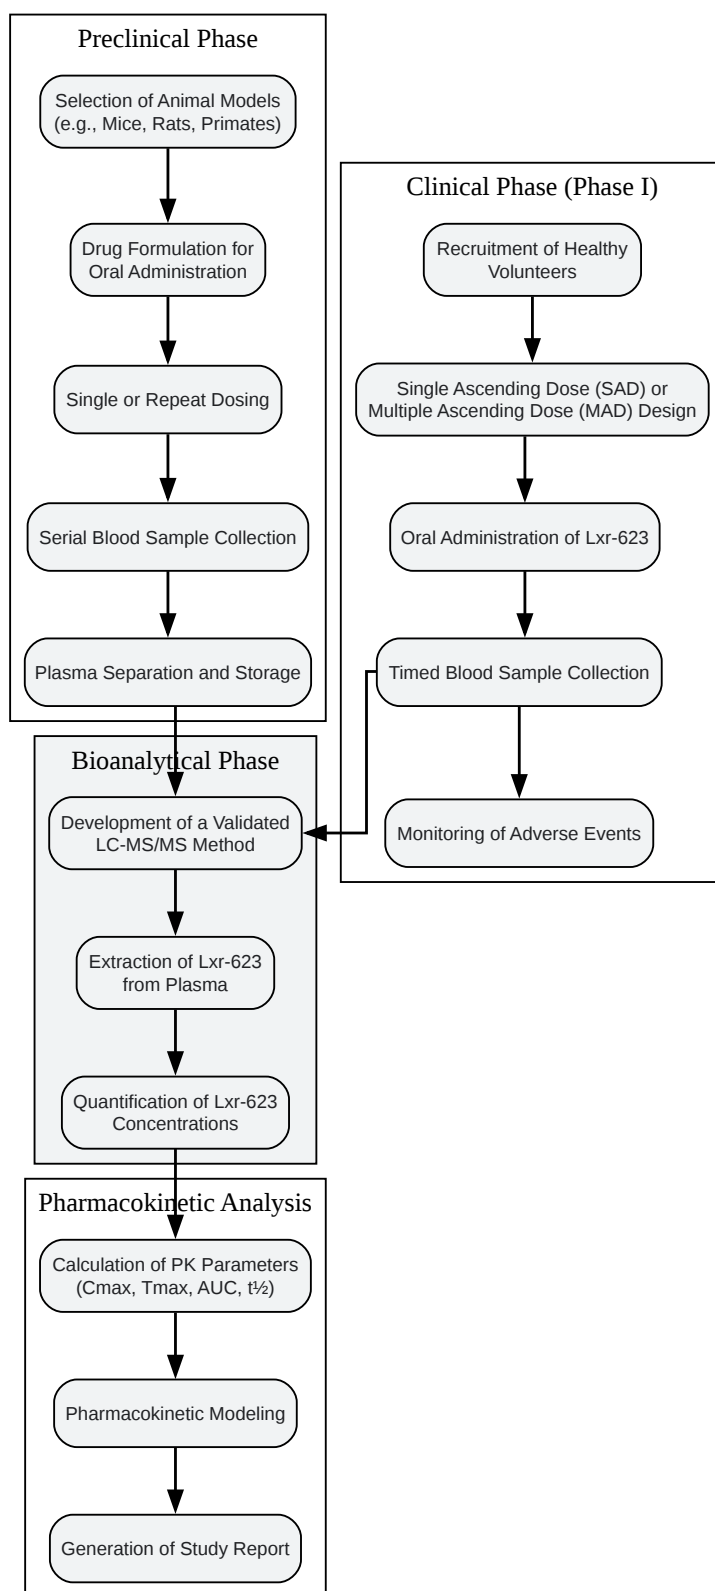 Preclinical Phase
Selection of Animal Models
(e.g., Mice, Rats, Primates)
Drug Formulation for
Oral Administration
Single or Repeat Dosing
Serial Blood Sample Collection
Plasma Separation and Storage
Clinical Phase (Phase I)
Recruitment of Healthy
Volunteers
Single Ascending Dose (SAD) or
Multiple Ascending Dose (MAD) Design
Oral Administration of Lxr-623
Timed Blood Sample Collection
Monitoring of Adverse Events
Bioanalytical Phase
Development of a Validated
LC-MS/MS Method
Extraction of Lxr-623
from Plasma
Quantification of Lxr-623
Concentrations
Pharmacokinetic Analysis
Calculation of PK Parameters
(Cmax, Tmax, AUC, t½)
Pharmacokinetic Modeling
Generation of Study Report